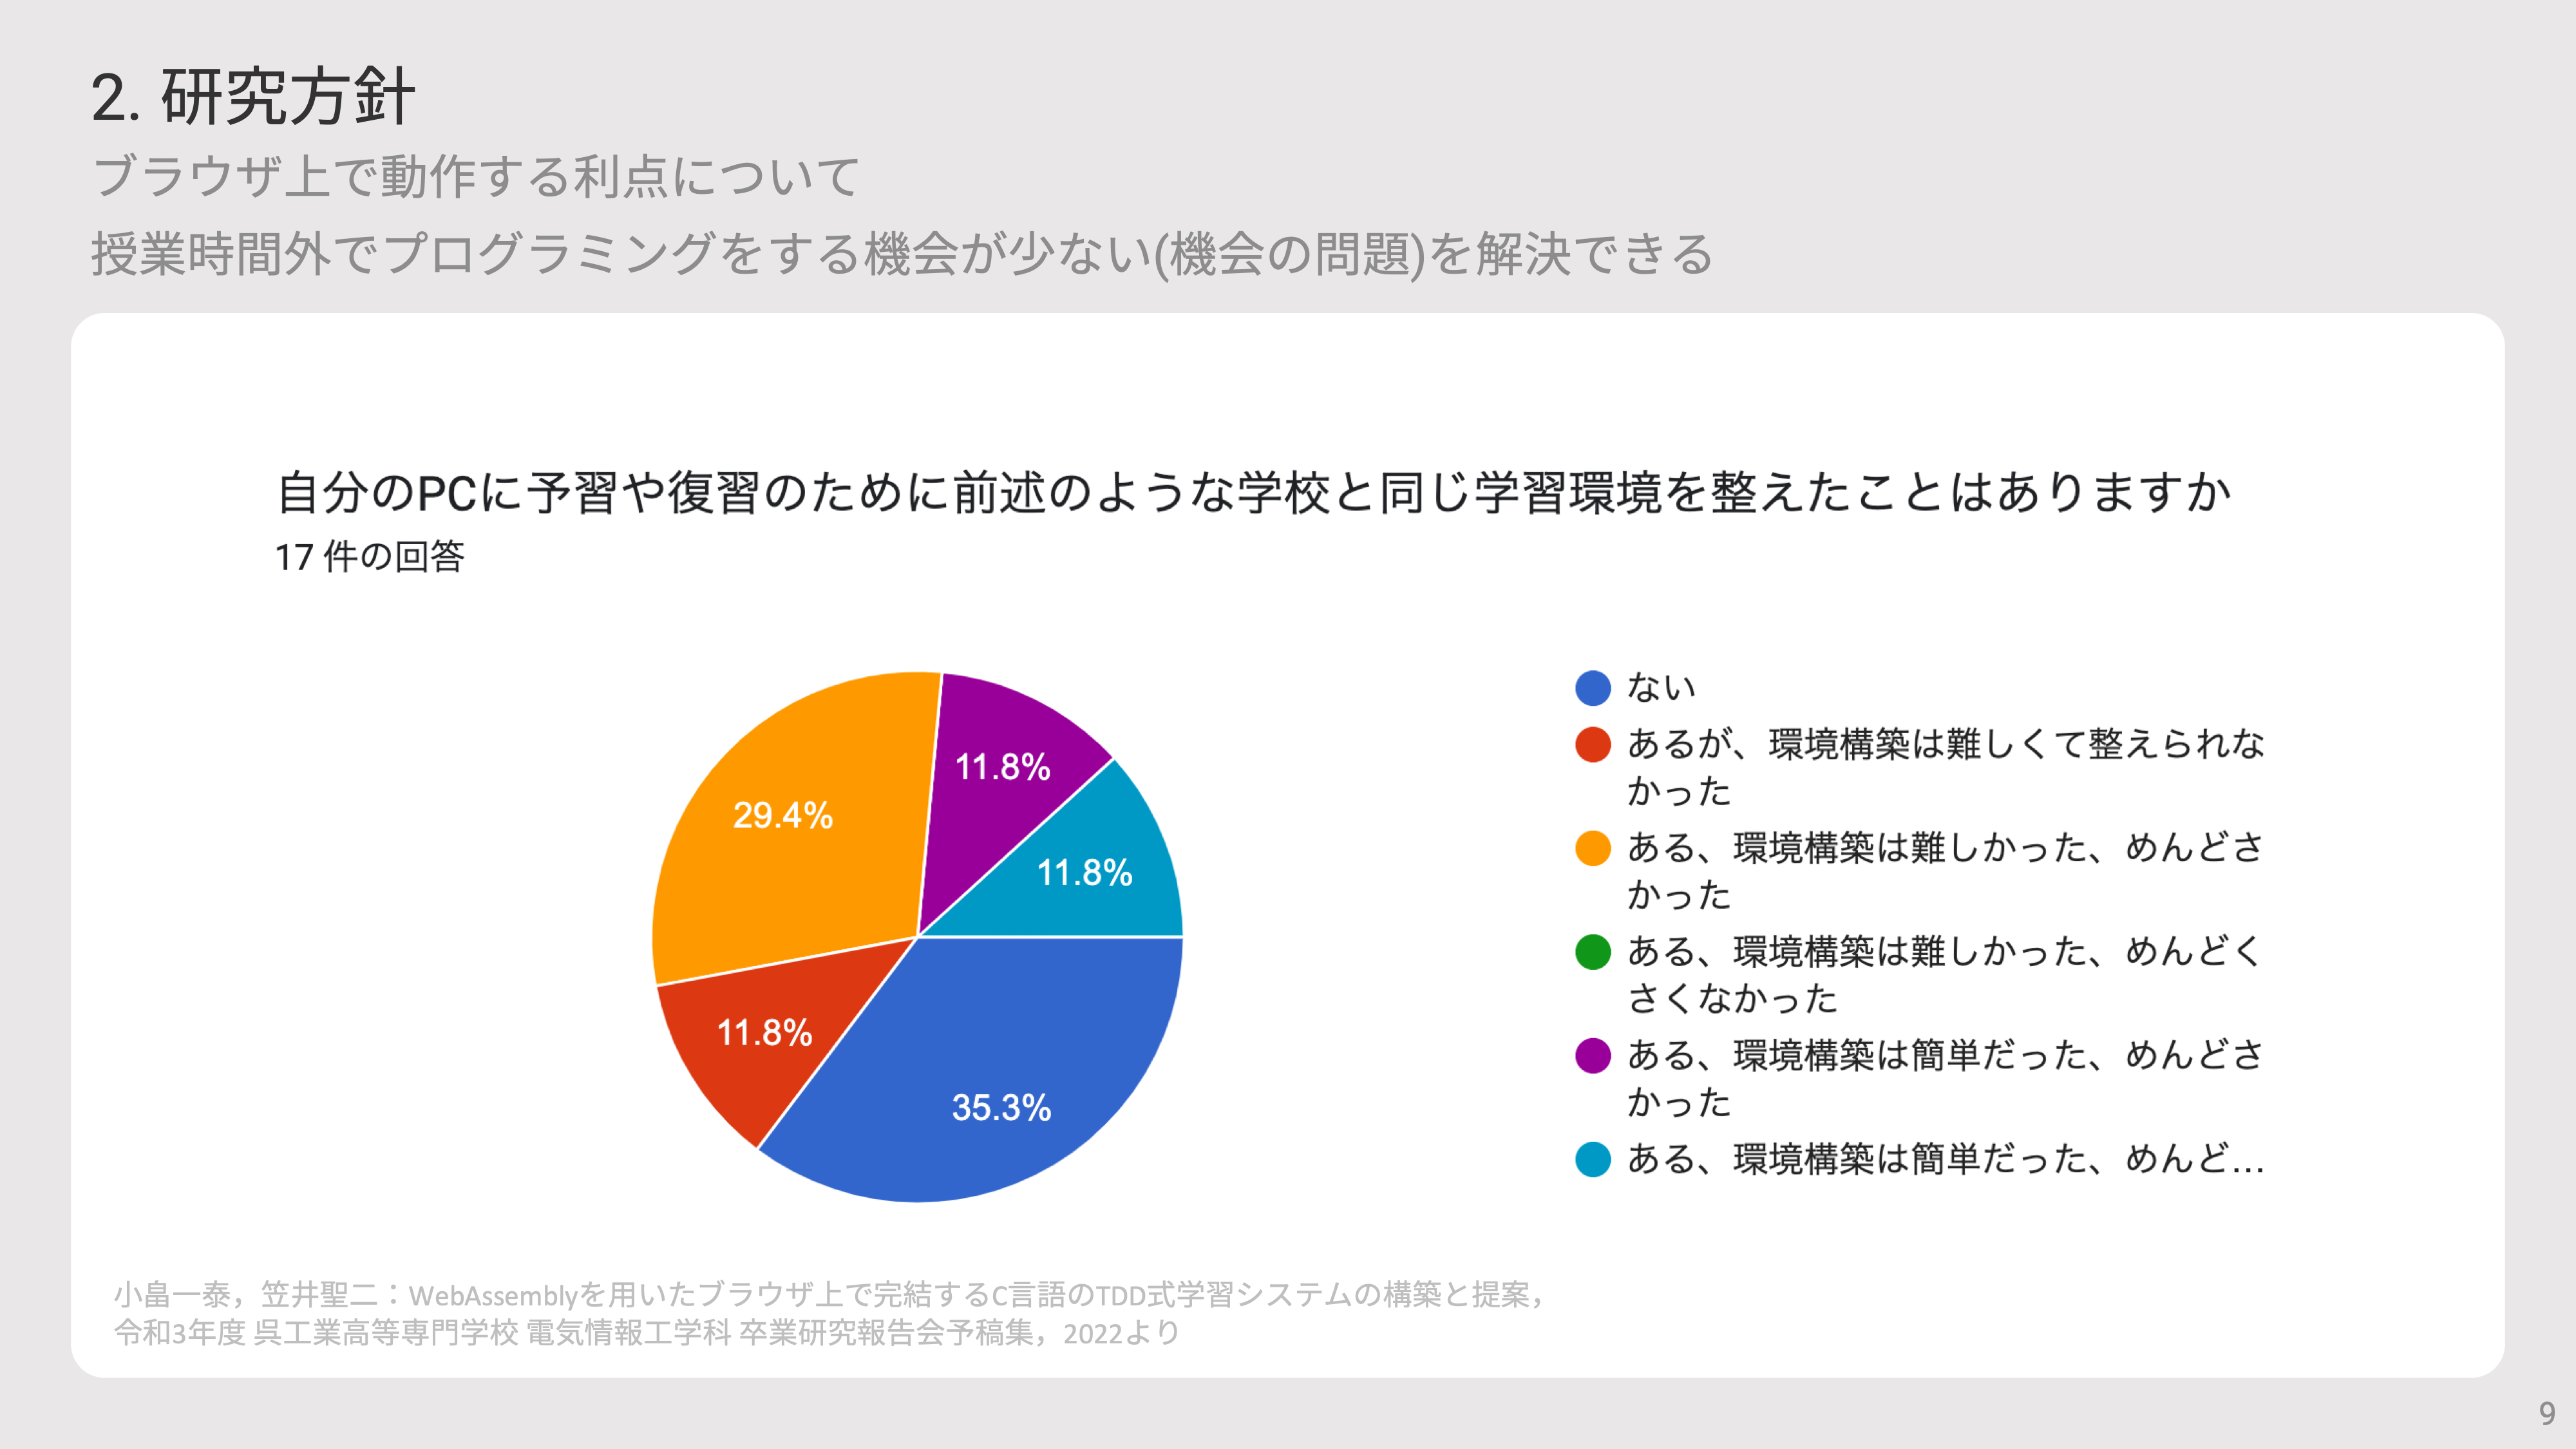 2. 研究方針
ブラウザ上で動作する利点について
授業時間外でプログラミングをする機会が少ない(機会の問題)を解決できる
自分のPCに予習や復習のために前述のような学校と同じ学習環境を整えたことはありますか
17 件の回答
11.8%
29.4%
11.8%
11.8%
35.3%
ない
あるが、環境構築は難しくて整えられな
かった
ある、環境構築は難しかった、めんどさ
かった
ある、環境構築は難しかった、めんどく
さくなかった
ある、環境構築は簡単だった、めんどさ
かった
ある、環境構築は簡単だった、めんど...
小畠一泰，笠井聖二：WebAssemblyを用いたブラウザ上で完結するC言語のTDD式学習システムの構築と提案，
令和3年度 呉工業高等専門学校 電気情報工学科 卒業研究報告会予稿集，2022より
9